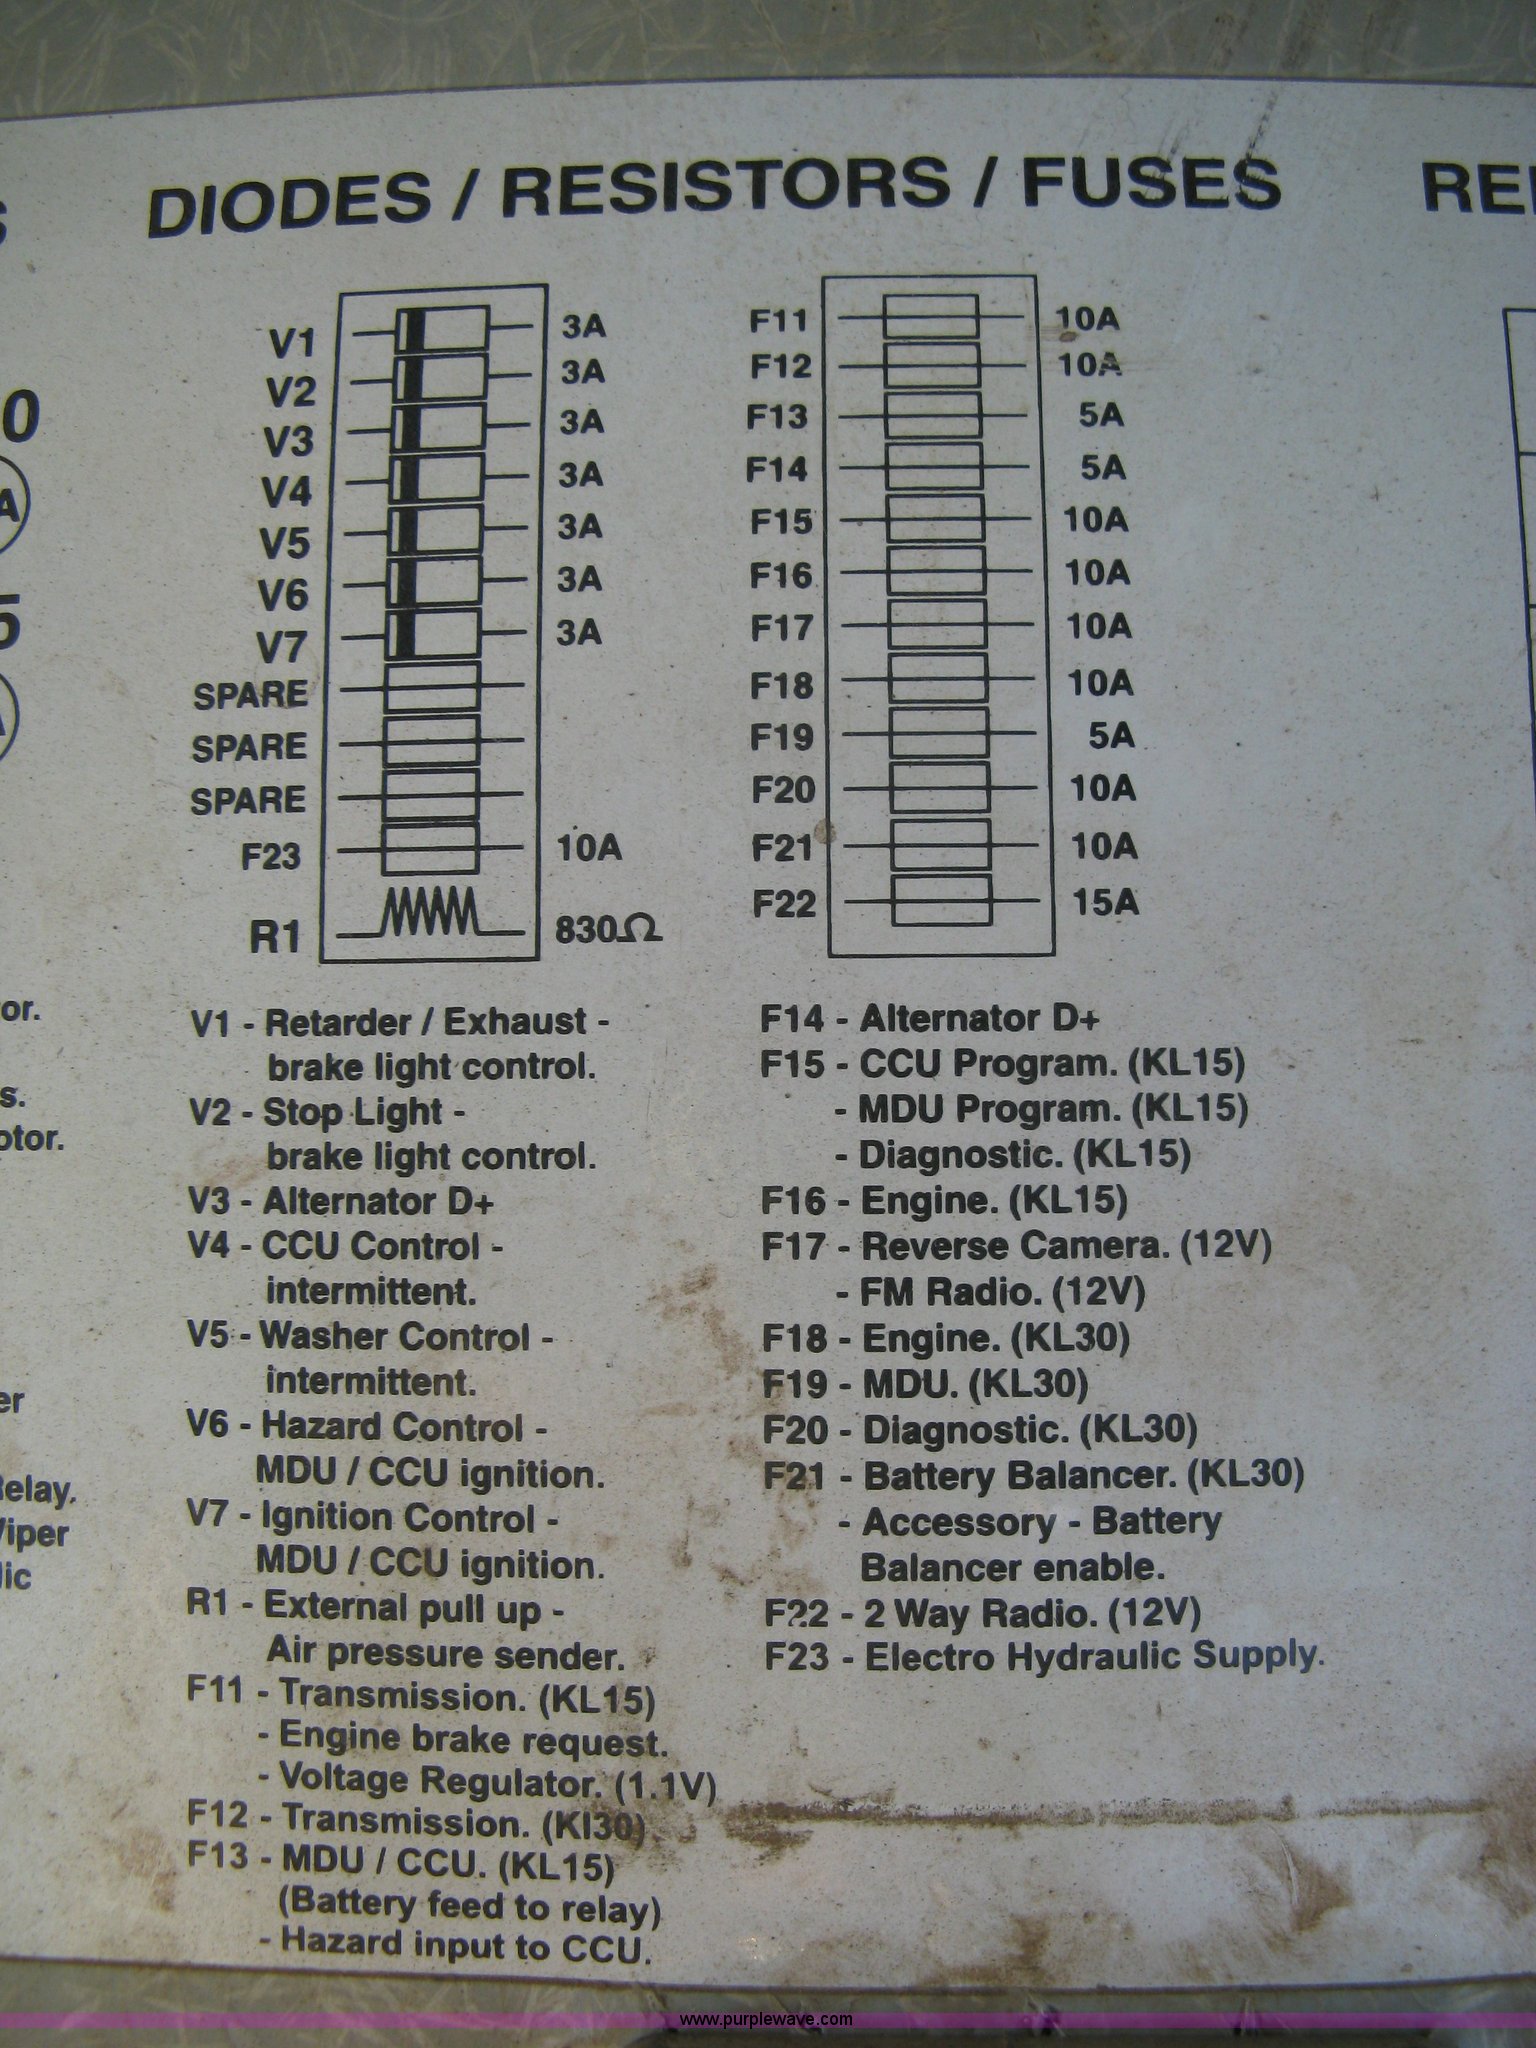 DIODES / RESISTORS / FUSES
V1 3A
V2 3A
V3 3A
V4 3A
V5 3A
V6 3A
V7 3A
SPARE
SPARE
SPARE
F23 10A
R1 830Ω
F11 10A
F12 10A
F13 5A
F14 5A
F15 10A
F16 10A
F17 10A
F18 10A
F19 5A
F20 10A
F21 10A
F22 15A
V1 - Retarder / Exhaust -
brake light control.
V2 - Stop Light -
brake light control.
V3 - Alternator D+
V4 - CCU Control -
intermittent.
V5 - Washer Control -
intermittent.
V6 - Hazard Control -
MDU / CCU ignition.
V7 - Ignition Control -
MDU / CCU ignition.
R1 - External pull up -
Air pressure sender.
F11 - Transmission. (KL15)
- Engine brake request.
- Voltage Regulator. (1.1V)
F12 - Transmission. (Kl30)
F13 - MDU / CCU. (KL15)
(Battery feed to relay)
- Hazard input to CCU.
F14 - Alternator D+
F15 - CCU Program. (KL15)
- MDU Program. (KL15)
- Diagnostic. (KL15)
F16 - Engine. (KL15)
F17 - Reverse Camera. (12V)
- FM Radio. (12V)
F18 - Engine. (KL30)
F19 - MDU. (KL30)
F20 - Diagnostic. (KL30)
F21 - Battery Balancer. (KL30)
- Accessory - Battery
Balancer enable.
F22 - 2 Way Radio. (12V)
F23 - Electro Hydraulic Supply.
www.purplewave.com